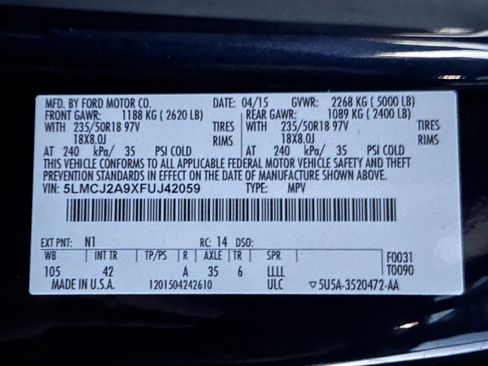 MFD. BY FORD MOTOR CO. DATE: 04/15 GVWR: 2268 KG ( 5000 LB)
FRONT GAWR: 1188 KG ( 2620 LB) REAR GAWR: 1089 KG ( 2400 LB)
WITH 235/50R18 97V TIRES WITH 235/50R18 97V TIRES
18X8.0J RIMS 18X8.0J RIMS
AT 240 kPa/ 35 PSI COLD AT 240 kPa/ 35 PSI COLD
THIS VEHICLE CONFORMS TO ALL APPLICABLE FEDERAL MOTOR VEHICLE SAFETY AND THEFT
PREVENTION STANDARDS IN EFFECT ON THE DATE OF MANUFACTURE SHOWN ABOVE.
VIN: 5LMCJ2A9XFUJ42059 TYPE: MPV
EXT PNT: N1 RC: 14 DSO:
WB INT TR TP/PS R AXLE TR SPR F0031
105 42 A 35 6 LLLL T0090
MADE IN U.S.A. 1201504242610 ULC ▽5U5A-3520472-AA